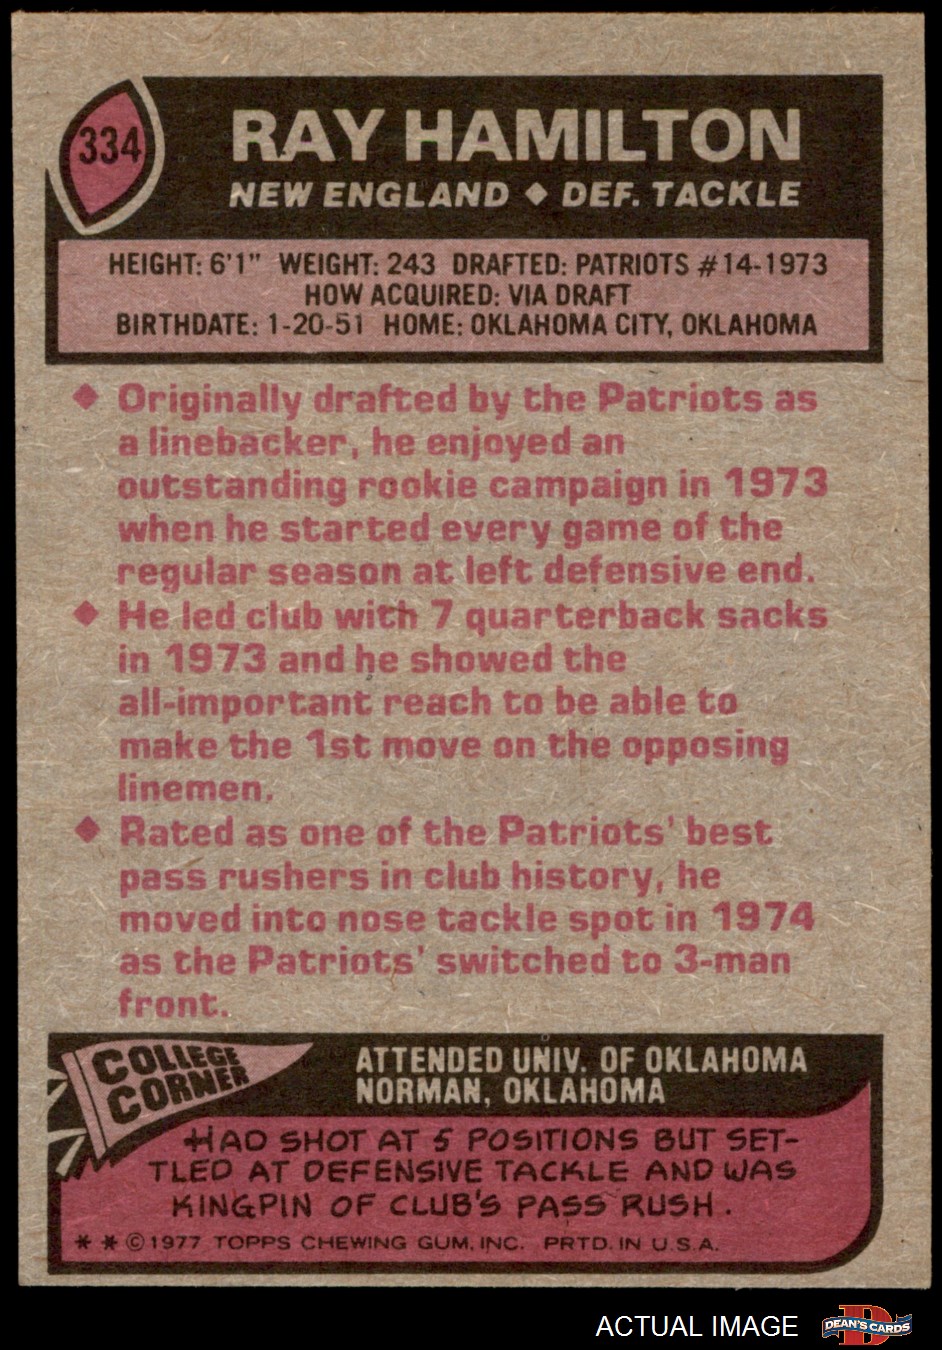 334
RAY HAMILTON
NEW ENGLAND ♦ DEF. TACKLE
HEIGHT: 6'1" WEIGHT: 243 DRAFTED: PATRIOTS #14-1973
HOW ACQUIRED: VIA DRAFT
BIRTHDATE: 1-20-51 HOME: OKLAHOMA CITY, OKLAHOMA
♦ Originally drafted by the Patriots as
a linebacker, he enjoyed an
outstanding rookie campaign in 1973
when he started every game of the
regular season at left defensive end.
♦ He led club with 7 quarterback sacks
in 1973 and he showed the
all-important reach to be able to
make the 1st move on the opposing
linemen.
♦ Rated as one of the Patriots' best
pass rushers in club history, he
moved into nose tackle spot in 1974
as the Patriots' switched to 3-man
front.
COLLEGE
CORNER
ATTENDED UNIV. OF OKLAHOMA
NORMAN, OKLAHOMA
HAD SHOT AT 5 POSITIONS BUT SET-
TLED AT DEFENSIVE TACKLE AND WAS
KINGPIN OF CLUB'S PASS RUSH.
* * © 1977 TOPPS CHEWING GUM, INC. PRTD. IN U.S.A.
ACTUAL IMAGE
D
DEAN'S CARDS